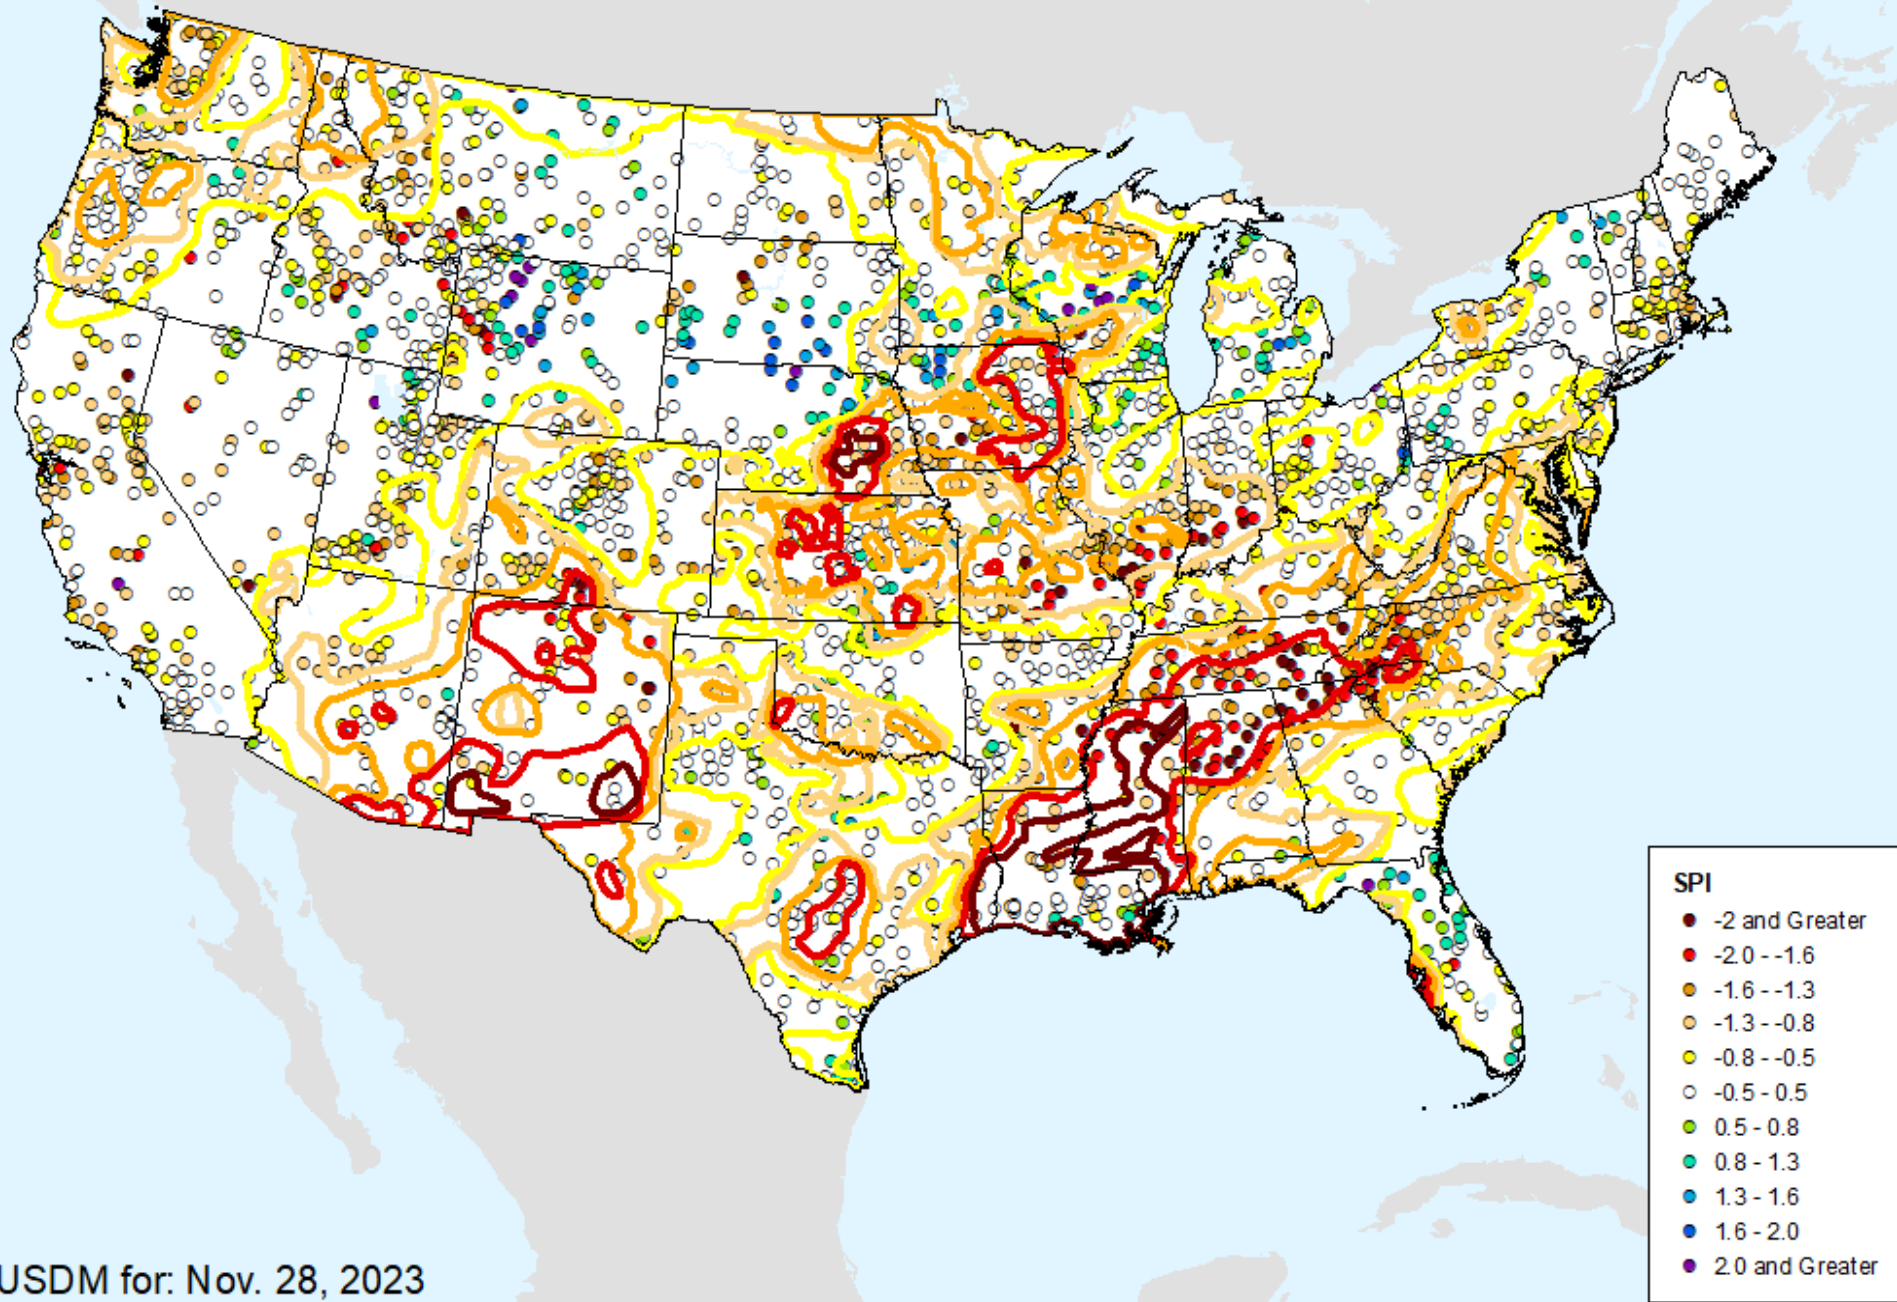 SPI
-2 and Greater
-2.0 - -1.6
-1.6 - -1.3
-1.3 - -0.8
-0.8 - -0.5
-0.5 - 0.5
0.5 - 0.8
0.8 - 1.3
1.3 - 1.6
1.6 - 2.0
2.0 and Greater
USDM for: Nov. 28, 2023